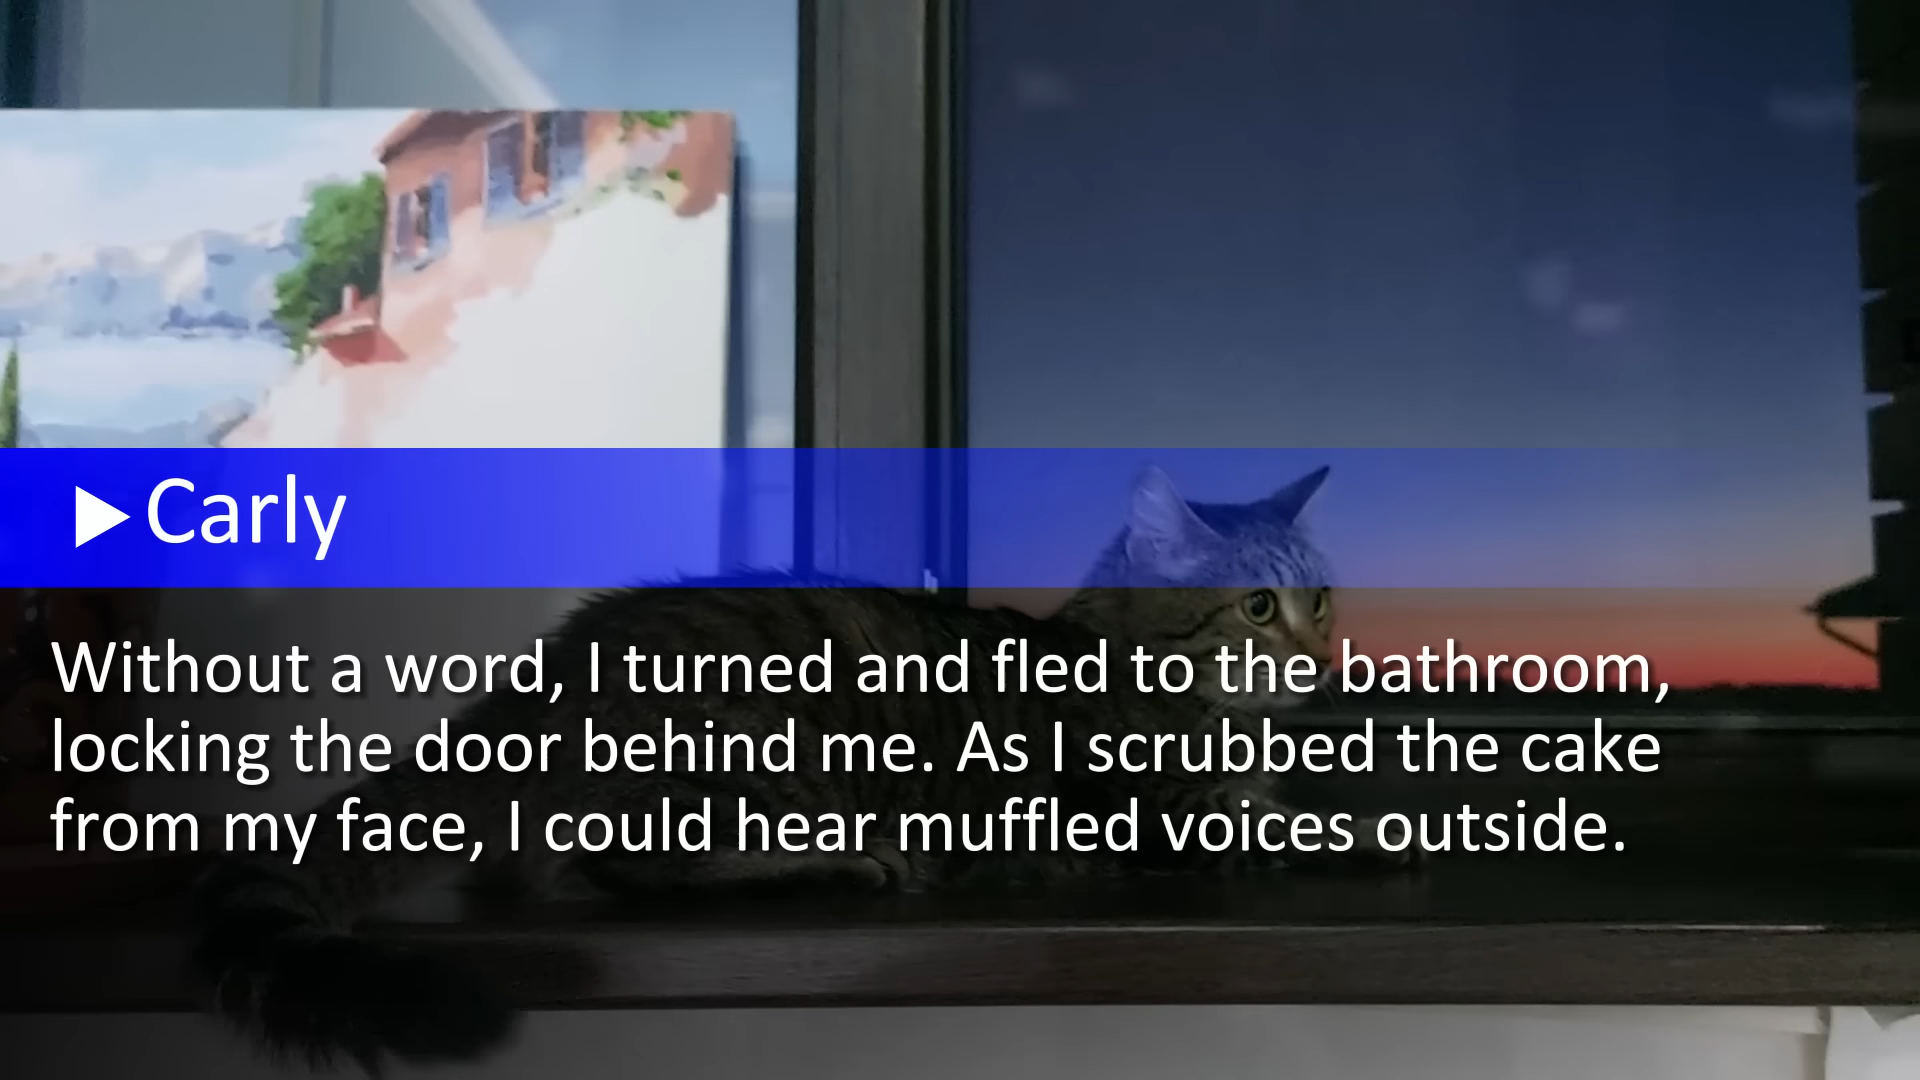 Carly
Without a word, I turned and fled to the bathroom,
locking the door behind me. As I scrubbed the cake
from my face, I could hear muffled voices outside.